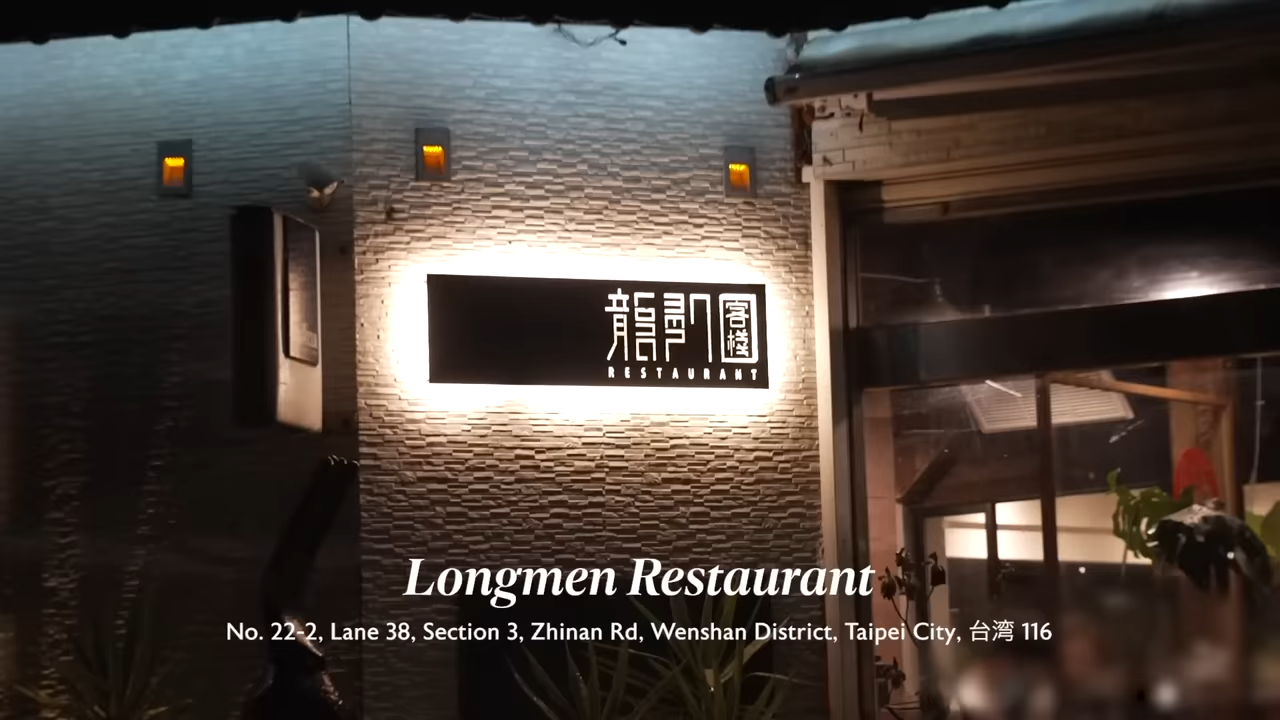 龍門客棧
RESTAURANT
Longmen Restaurant
No. 22-2, Lane 38, Section 3, Zhinan Rd, Wenshan District, Taipei City, 台湾 116